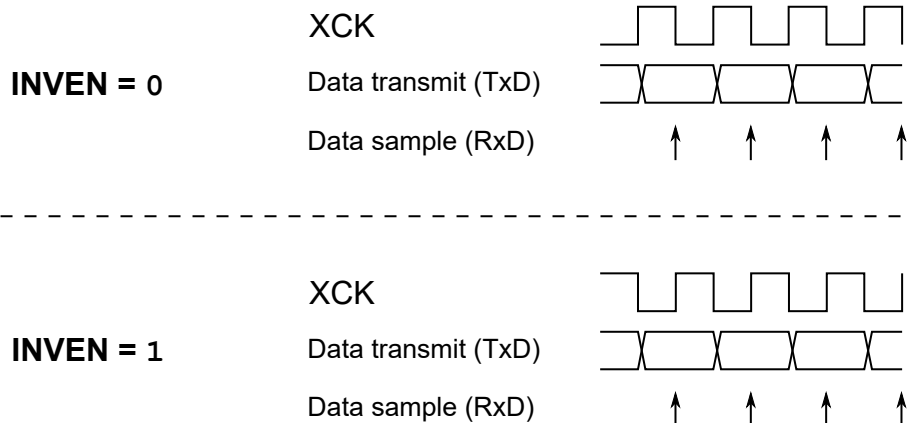 XCK
INVEN = 0
Data transmit (TxD)
Data sample (RxD)
XCK
INVEN = 1
Data transmit (TxD)
Data sample (RxD)